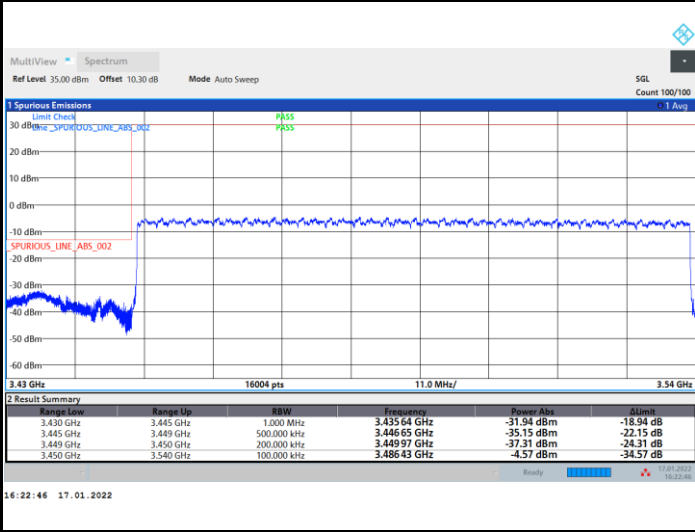 MultiView Spectrum
Ref Level 35.00 dBm Offset 10.30 dB Mode Auto Sweep SGL
Count 100/100
1 Spurious Emissions 1 Avg
Limit Check PASS
Line _SPURIOUS_LINE_ABS_002 PASS
30 dBm
20 dBm
10 dBm
0 dBm
-10 dBm
SPURIOUS_LINE_ABS_002
-20 dBm
-30 dBm
-40 dBm
-50 dBm
-60 dBm
3.43 GHz 16004 pts 11.0 MHz/ 3.54 GHz
2 Result Summary
Range Low Range Up RBW Frequency Power Abs ΔLimit
3.430 GHz 3.445 GHz 1.000 MHz 3.43564 GHz -31.94 dBm -18.94 dB
3.445 GHz 3.449 GHz 500.000 kHz 3.44665 GHz -35.15 dBm -22.15 dB
3.449 GHz 3.450 GHz 200.000 kHz 3.44997 GHz -37.31 dBm -24.31 dB
3.450 GHz 3.540 GHz 100.000 kHz 3.48643 GHz -4.57 dBm -34.57 dB
Ready 17.01.2022
16:22:46
16:22:46 17.01.2022